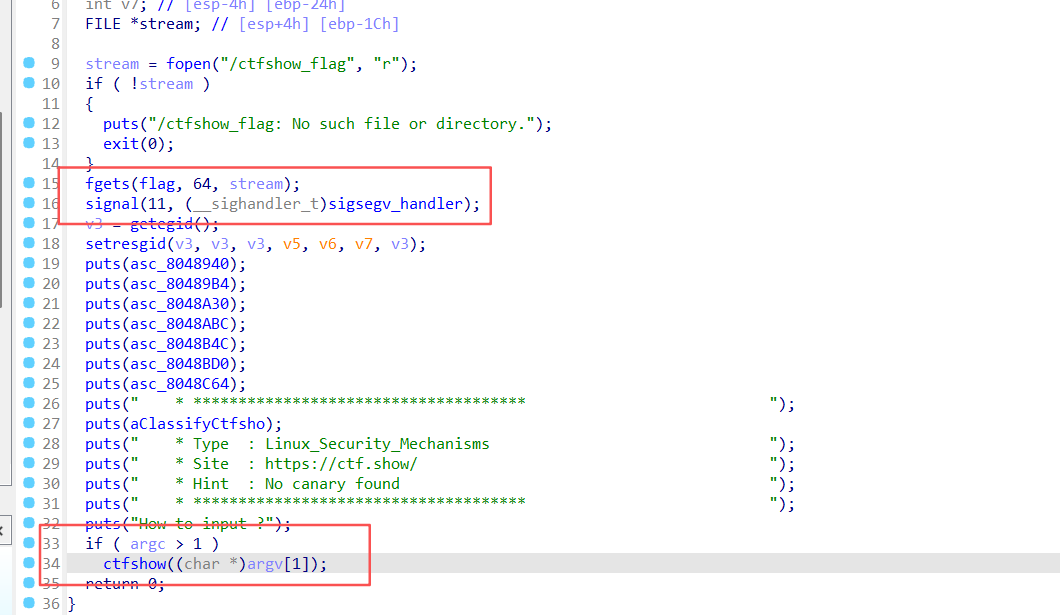 6 int v7; // [esp-4h] [ebp-24h]
7 FILE *stream; // [esp+4h] [ebp-1Ch]
8
9 stream = fopen("/ctfshow_flag", "r");
10 if ( !stream )
11 {
12 puts("/ctfshow_flag: No such file or directory.");
13 exit(0);
14 }
15 fgets(flag, 64, stream);
16 signal(11, (__sighandler_t)sigsegv_handler);
17 v3 = getegid();
18 setresgid(v3, v3, v3, v5, v6, v7, v3);
19 puts(asc_8048940);
20 puts(asc_80489B4);
21 puts(asc_8048A30);
22 puts(asc_8048ABC);
23 puts(asc_8048B4C);
24 puts(asc_8048BD0);
25 puts(asc_8048C64);
26 puts("    * *************************************                           ");
27 puts(aClassifyCtfsho);
28 puts("    * Type  : Linux_Security_Mechanisms                               ");
29 puts("    * Site  : https://ctf.show/                                       ");
30 puts("    * Hint  : No canary found                                         ");
31 puts("    * *************************************                           ");
32 puts("How to input ?");
33 if ( argc > 1 )
34 ctfshow((char *)argv[1]);
35 return 0;
36 }